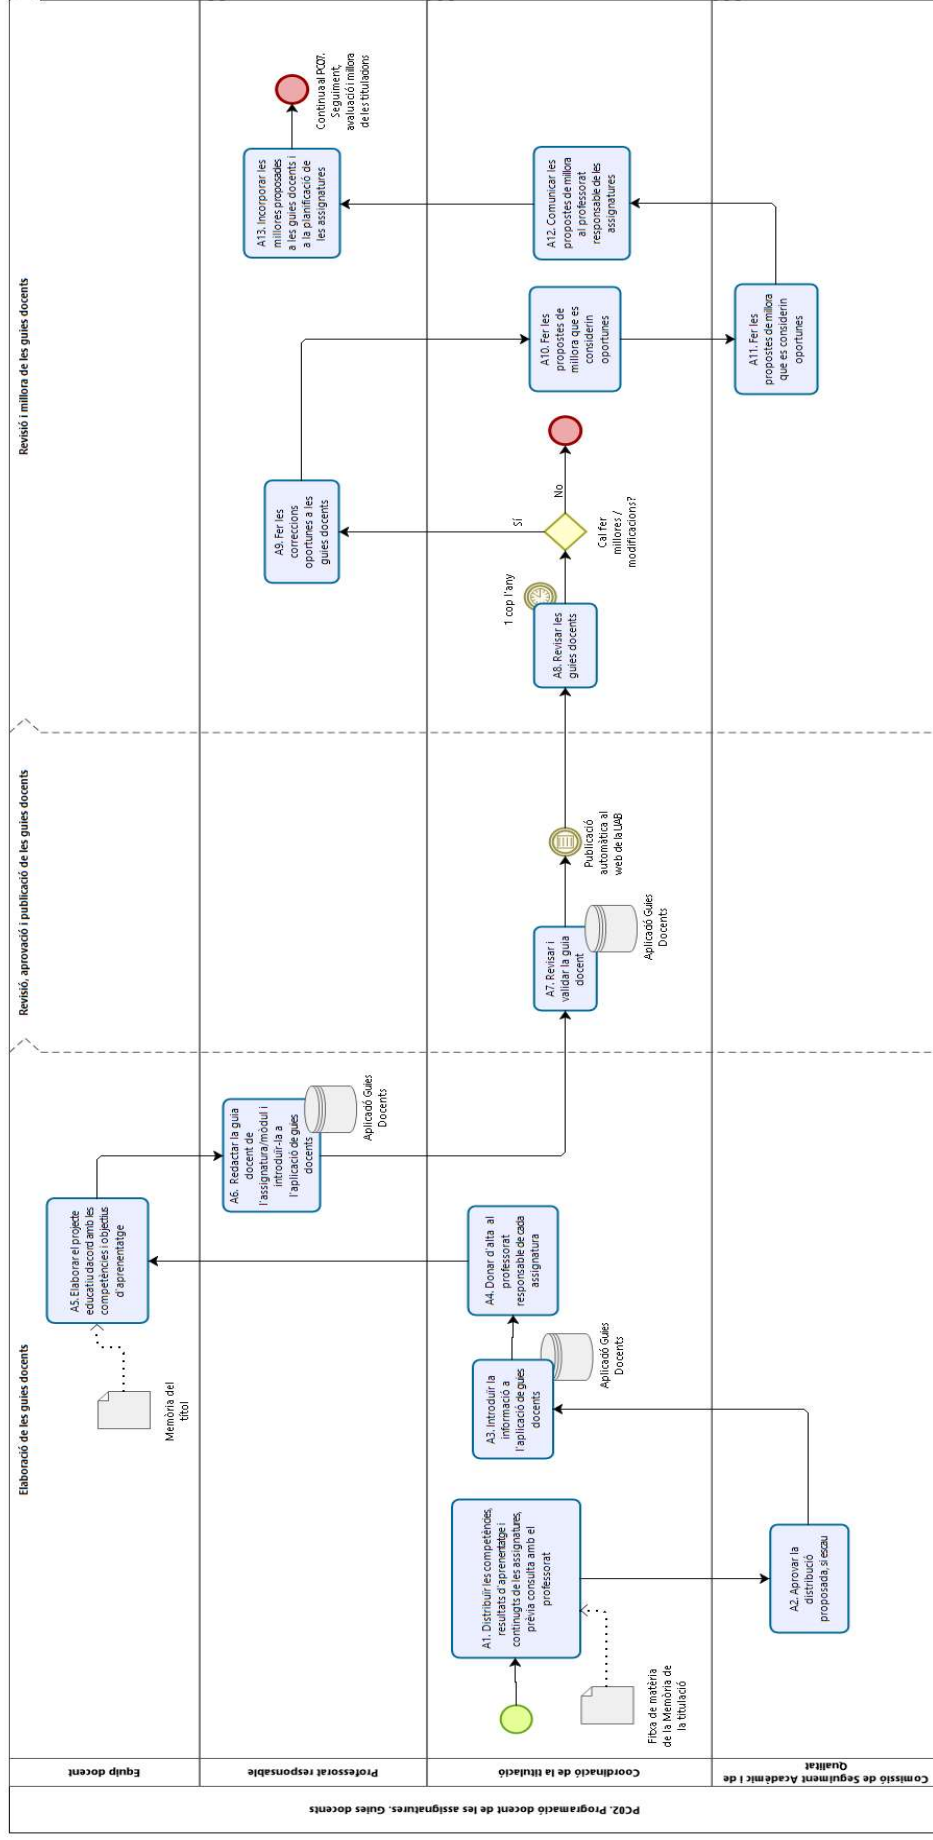 PC02. Programació docent de les assignatures. Guies docents
Equip docent
Professorat responsable
Coordinació de la titulació
Comissió de Seguiment Acadèmic i de
Qualitat
Elaboració de les guies docents
Revisió, aprovació i publicació de les guies docents
Revisió i millora de les guies docents
Fitxa de matèria
de la Memòria de
la titulació
A1. Distribuir les competències,
resultats d'aprenentatge i
continugts de les assignatures,
prèvia consulta amb el
professorat
A2. Aprovar la
distribució
proposada, si escau
A3. Introduir la
informació a
l'aplicació de guies
docents
Aplicació Guies
Docents
A4. Donar d'alta al
professorat
responsable de cada
assignatura
Memòria del
títol
A5. Elaborar el projecte
educatiu dacord amb les
competències i objectius
d'aprenentatge
A6. Redactar la guia
docent de
l'assignatura/mòdul i
introduir-la a
l'aplicació de guies
docents
Aplicació Guies
Docents
A7. Revisar i
validar la guia
docent
Aplicació Guies
Docents
Publicació
automàtica al
web de la UAB
A8. Revisar les
guies docents
1 cop l'any
Cal fer
millores /
modificacions?
Sí
No
A9. Fer les
correccions
oportunes a les
guies docents
A10. Fer les
propostes de
millora que es
considerin
oportunes
A11. Fer les
propostes de millora
que es considerin
oportunes
A12. Comunicar les
propostes de millora
al professorat
responsable de les
assignatures
A13. Incorporar les
millores proposades
a les guies docents i
a la planificació de
les assignatures
Continua al PC07.
Seguiment,
avaluació i millora
de les titulacions